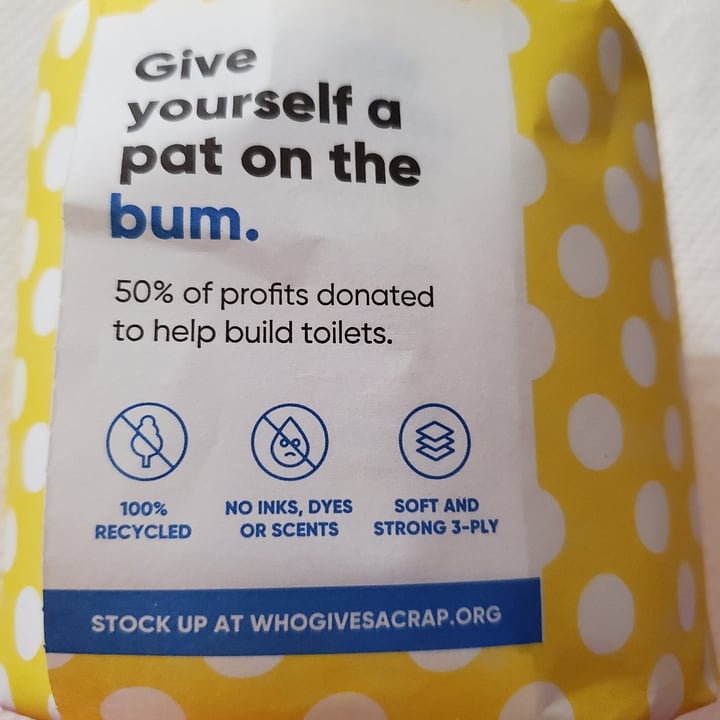 Give
yourself a
pat on the
bum.
50% of profits donated
to help build toilets.
100%
RECYCLED
NO INKS, DYES
OR SCENTS
SOFT AND
STRONG 3-PLY
STOCK UP AT WHOGIVESACRAP.ORG